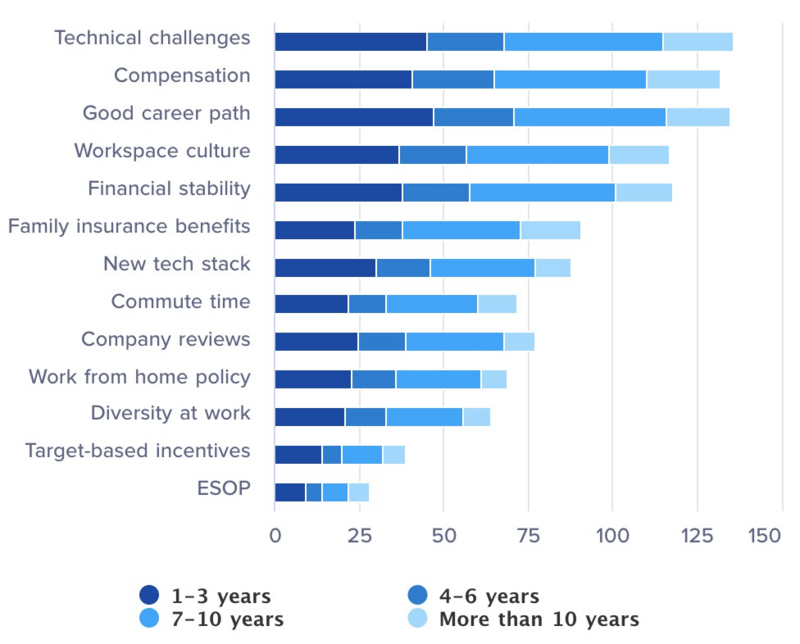 Technical challenges
Compensation
Good career path
Workspace culture
Financial stability
Family insurance benefits
New tech stack
Commute time
Company reviews
Work from home policy
Diversity at work
Target-based incentives
ESOP
0 25 50 75 100 125 150
1-3 years 4-6 years
7-10 years More than 10 years